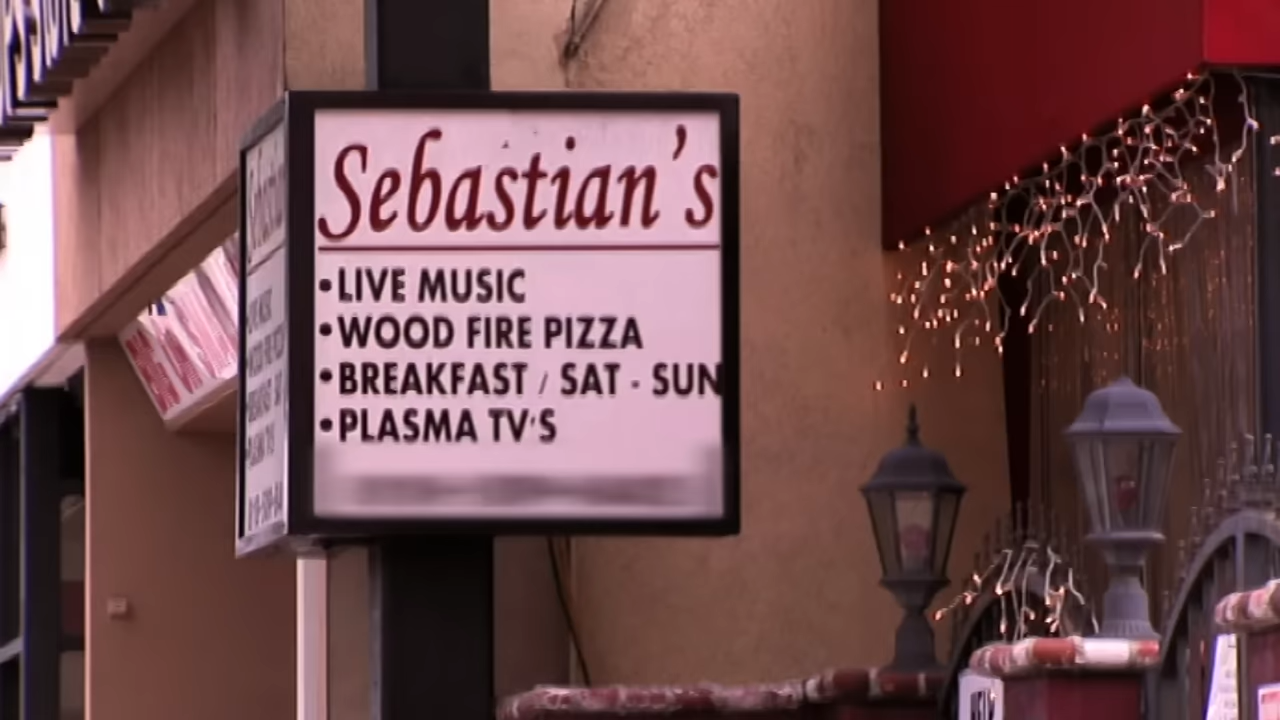 Sebastian's
•LIVE MUSIC
•WOOD FIRE PIZZA
•BREAKFAST / SAT - SUN
•PLASMA TV'S